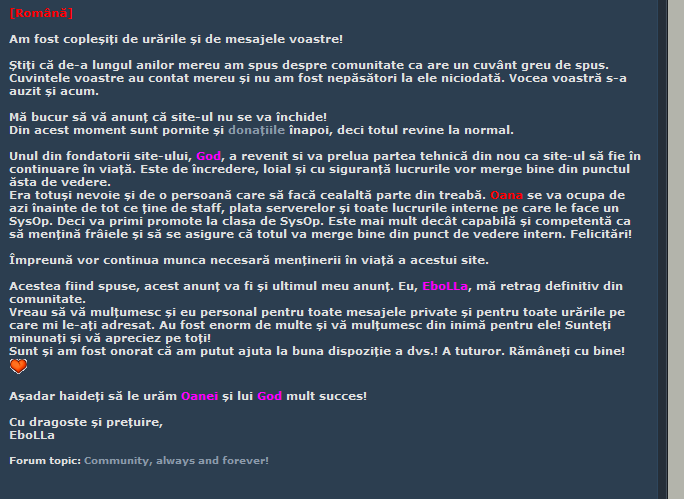 [Română]
Am fost copleşiţi de urările şi de mesajele voastre!
Ştiţi că de-a lungul anilor mereu am spus despre comunitate ca are un cuvânt greu de spus.
Cuvintele voastre au contat mereu şi nu am fost nepăsători la ele niciodată. Vocea voastră s-a
auzit şi acum.
Mă bucur să vă anunţ că site-ul nu se va închide!
Din acest moment sunt pornite şi donaţiile înapoi, deci totul revine la normal.
Unul din fondatorii site-ului, God, a revenit si va prelua partea tehnică din nou ca site-ul să fie în
continuare în viaţă. Este de încredere, loial şi cu siguranţă lucrurile vor merge bine din punctul
ăsta de vedere.
Era totuşi nevoie şi de o persoană care să facă cealaltă parte din treabă. Oana se va ocupa de
azi înainte de tot ce ţine de staff, plata serverelor şi toate lucrurile interne pe care le face un
SysOp. Deci va primi promote la clasa de SysOp. Este mai mult decât capabilă şi competentă ca
să menţină frâiele şi să se asigure că totul va merge bine din punct de vedere intern. Felicitări!
Împreună vor continua munca necesară menţinerii în viaţă a acestui site.
Acestea fiind spuse, acest anunţ va fi şi ultimul meu anunţ. Eu, EboLLa, mă retrag definitiv din
comunitate.
Vreau să vă mulţumesc şi eu personal pentru toate mesajele private şi pentru toate urările pe
care mi le-aţi adresat. Au fost enorm de multe şi vă mulţumesc din inimă pentru ele! Sunteţi
minunaţi şi vă apreciez pe toţi!
Sunt şi am fost onorat că am putut ajuta la buna dispoziţie a dvs.! A tuturor. Rămâneţi cu bine!
Aşadar haideţi să le urăm Oanei şi lui God mult succes!
Cu dragoste şi preţuire,
EboLLa
Forum topic: Community, always and forever!